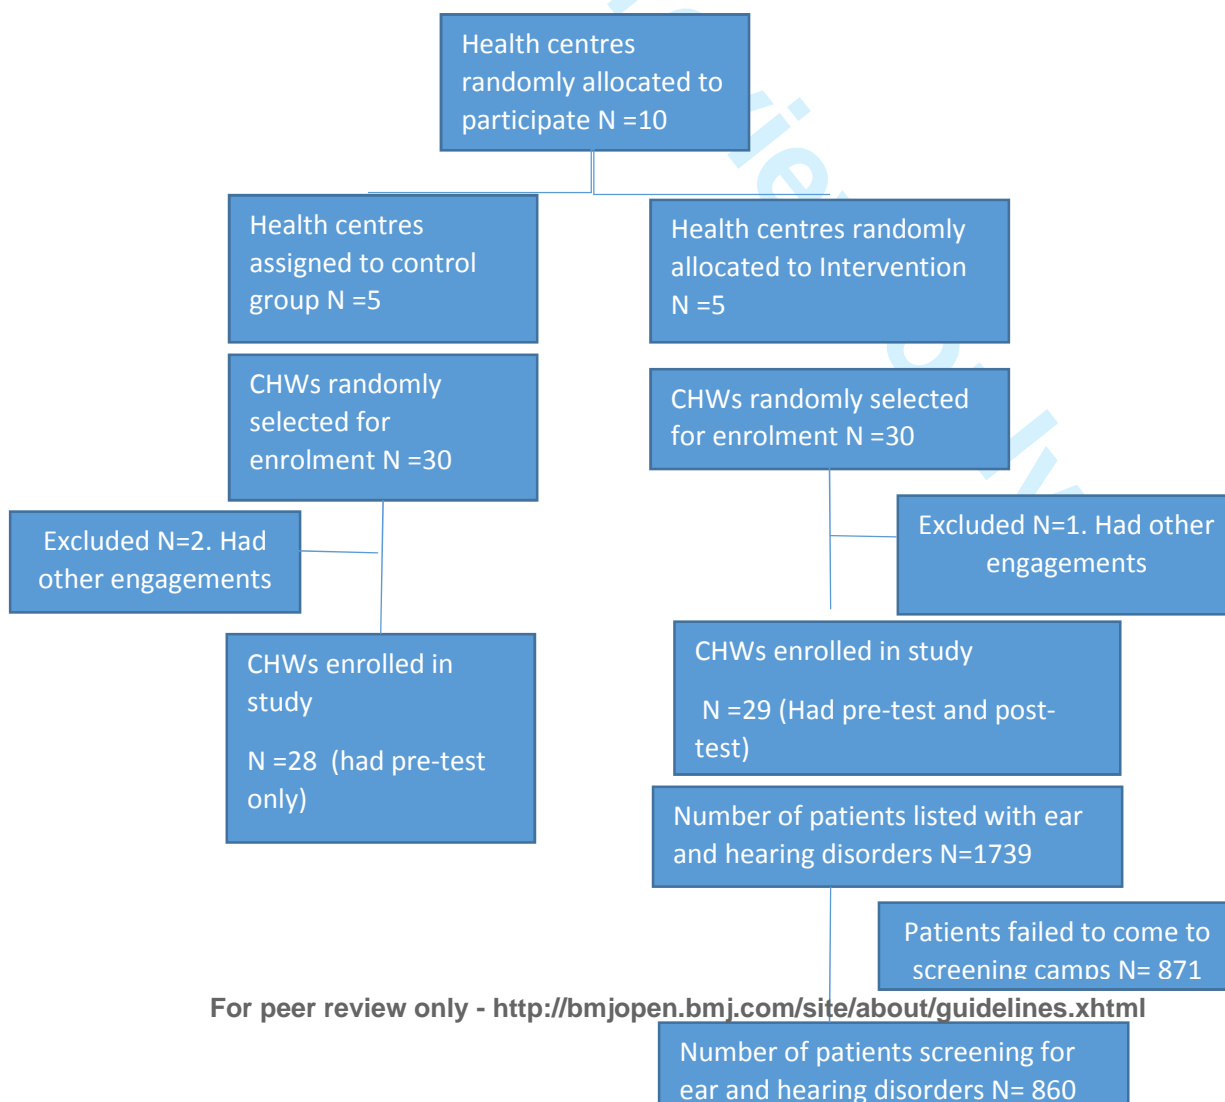 Health centres
randomly allocated to
participate N =10
Health centres
assigned to control
group N =5
Health centres randomly
allocated to Intervention
N =5
CHWs randomly
selected for
enrolment N =30
CHWs randomly selected
for enrolment N =30
Excluded N=2. Had
other engagements
Excluded N=1. Had other
engagements
CHWs enrolled in
study
N =28 (had pre-test
only)
CHWs enrolled in study
N =29 (Had pre-test and post-
test)
Number of patients listed with ear
and hearing disorders N=1739
Patients failed to come to
screening camps N= 871
For peer review only - http://bmjopen.bmj.com/site/about/guidelines.xhtml
Number of patients screening for
ear and hearing disorders N= 860